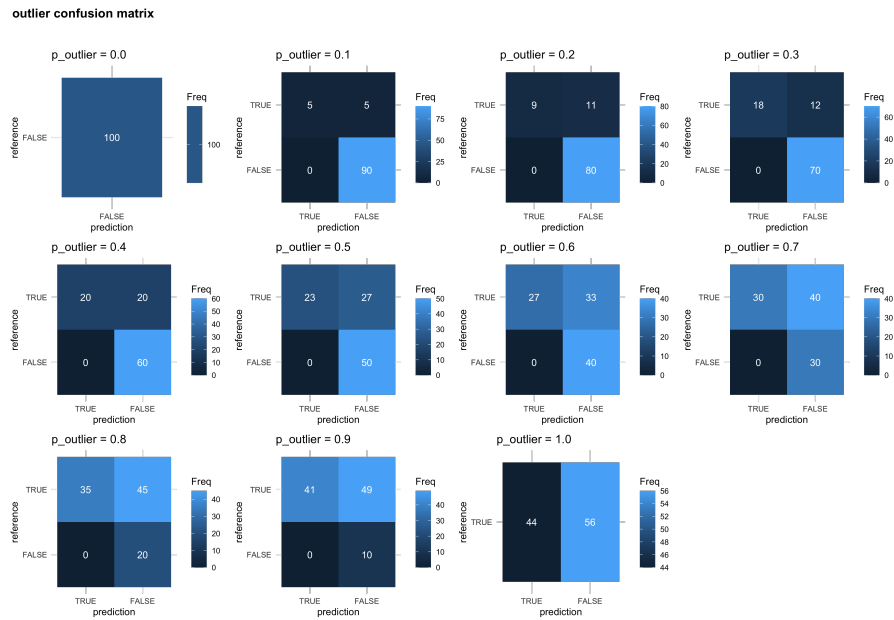 outlier confusion matrix
p_outlier = 0.0
reference
FALSE
100
FALSE
prediction
Freq
100
p_outlier = 0.1
reference
TRUE
FALSE
5 5
0 90
TRUE FALSE
prediction
Freq
75
50
25
0
p_outlier = 0.2
reference
TRUE
FALSE
9 11
0 80
TRUE FALSE
prediction
Freq
80
60
40
20
0
p_outlier = 0.3
reference
TRUE
FALSE
18 12
0 70
TRUE FALSE
prediction
Freq
60
40
20
0
p_outlier = 0.4
reference
TRUE
FALSE
20 20
0 60
TRUE FALSE
prediction
Freq
60
50
40
30
20
10
0
p_outlier = 0.5
reference
TRUE
FALSE
23 27
0 50
TRUE FALSE
prediction
Freq
50
40
30
20
10
0
p_outlier = 0.6
reference
TRUE
FALSE
27 33
0 40
TRUE FALSE
prediction
Freq
40
30
20
10
0
p_outlier = 0.7
reference
TRUE
FALSE
30 40
0 30
TRUE FALSE
prediction
Freq
40
30
20
10
0
p_outlier = 0.8
reference
TRUE
FALSE
35 45
0 20
TRUE FALSE
prediction
Freq
40
30
20
10
0
p_outlier = 0.9
reference
TRUE
FALSE
41 49
0 10
TRUE FALSE
prediction
Freq
40
30
20
10
0
p_outlier = 1.0
reference
TRUE
44 56
TRUE FALSE
prediction
Freq
56
54
52
50
48
46
44